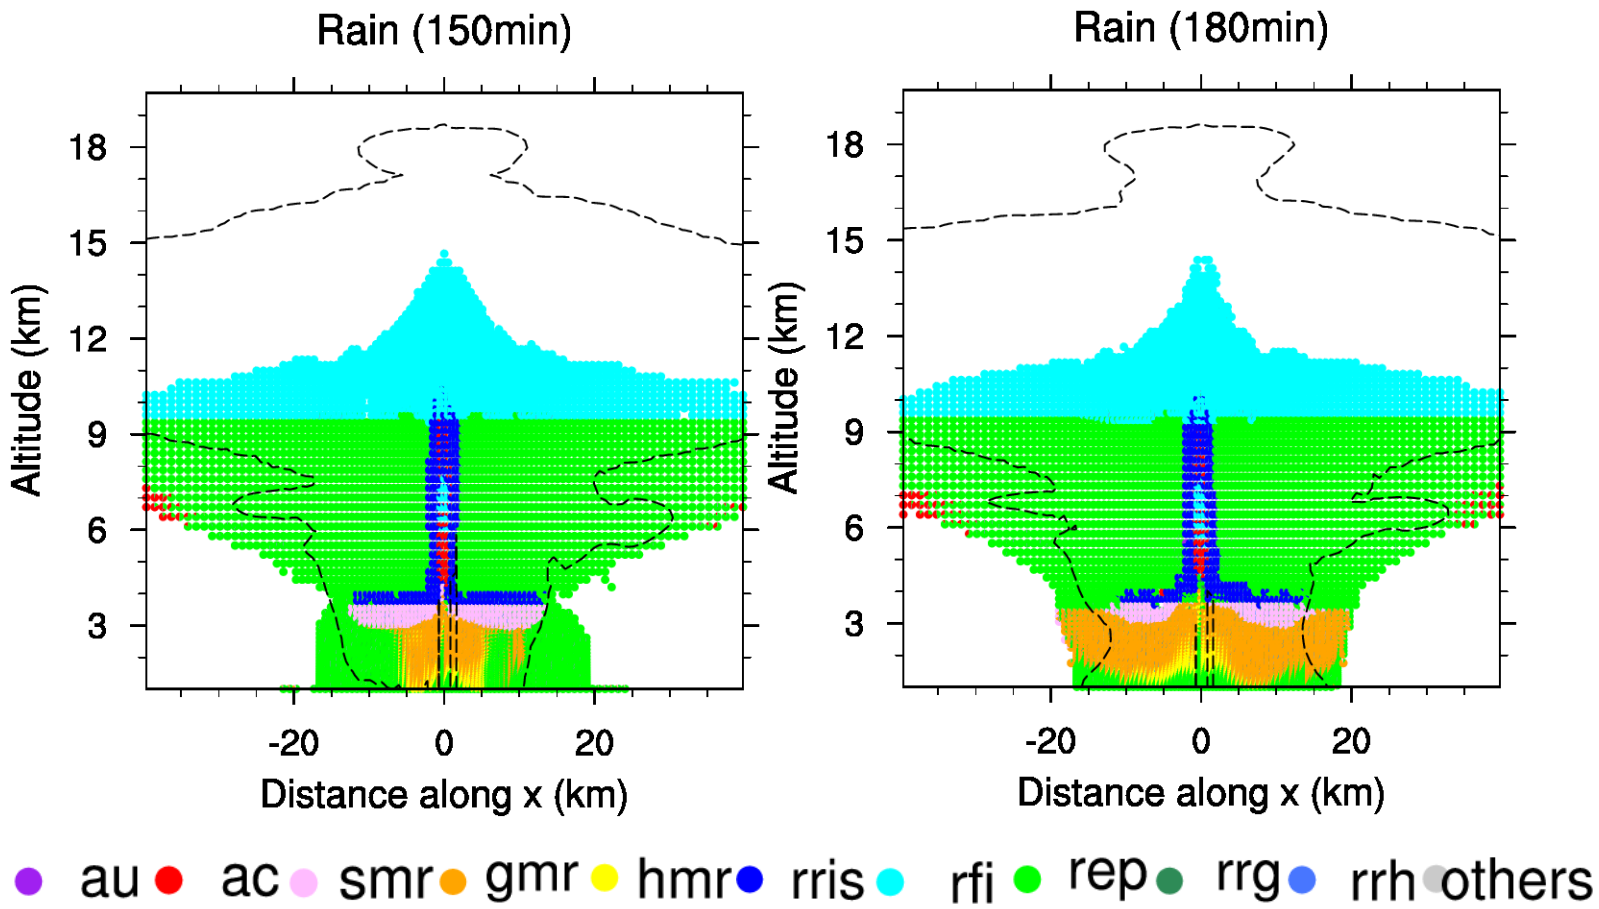 Rain (150min)
Rain (180min)
18
15
12
9
6
3
Altitude (km)
-20 0 20
Distance along x (km)
18
15
12
9
6
3
Altitude (km)
-20 0 20
Distance along x (km)
au ac smr gmr hmr rris rfi rep rrg rrh others